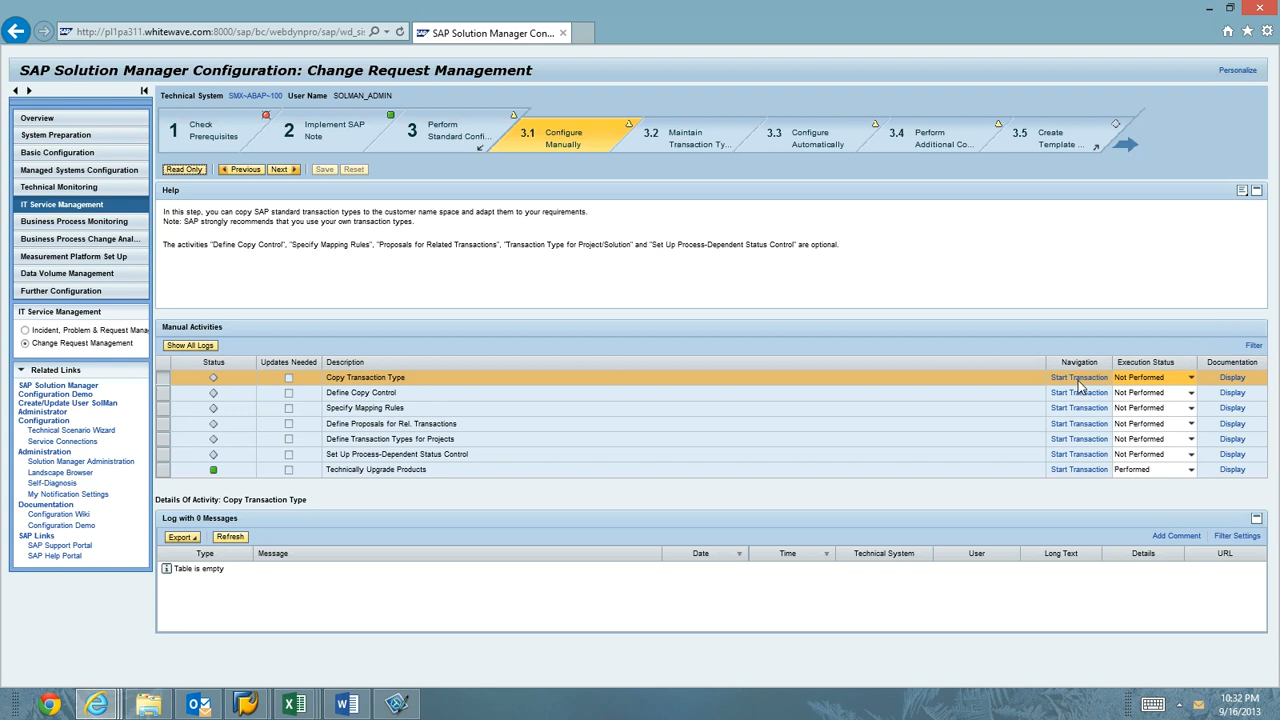 http://pl1pa311.whitewave.com:8000/sap/bc/webdynpro/sap/wd_si
SAP Solution Manager Con...
SAP Solution Manager Configuration: Change Request Management
Personalize
Technical System SMX~ABAP~100 User Name SOLMAN_ADMIN
1 Check Prerequisites
2 Implement SAP Note
3 Perform Standard Confi...
3.1 Configure Manually
3.2 Maintain Transaction Ty...
3.3 Configure Automatically
3.4 Perform Additional Co...
3.5 Create Template ...
Read Only Previous Next Save Reset
Overview
System Preparation
Basic Configuration
Managed Systems Configuration
Technical Monitoring
IT Service Management
Business Process Monitoring
Business Process Change Anal...
Measurement Platform Set Up
Data Volume Management
Further Configuration
IT Service Management
Incident, Problem & Request Mana
Change Request Management
Related Links
SAP Solution Manager
Configuration Demo
Create/Update User SolMan
Administrator
Configuration
Technical Scenario Wizard
Service Connections
Administration
Solution Manager Administration
Landscape Browser
Self-Diagnosis
My Notification Settings
Documentation
Configuration Wiki
Configuration Demo
SAP Links
SAP Support Portal
SAP Help Portal
Help
In this step, you can copy SAP standard transaction types to the customer name space and adapt them to your requirements.
Note: SAP strongly recommends that you use your own transaction types.
The activities "Define Copy Control", "Specify Mapping Rules", "Proposals for Related Transactions", "Transaction Type for Project/Solution" and "Set Up Process-Dependent Status Control" are optional.
Manual Activities
Show All Logs Filter
Status Updates Needed Description Navigation Execution Status Documentation
Copy Transaction Type Start Transaction Not Performed Display
Define Copy Control Start Transaction Not Performed Display
Specify Mapping Rules Start Transaction Not Performed Display
Define Proposals for Rel. Transactions Start Transaction Not Performed Display
Define Transaction Types for Projects Start Transaction Not Performed Display
Set Up Process-Dependent Status Control Start Transaction Not Performed Display
Technically Upgrade Products Start Transaction Performed Display
Details Of Activity: Copy Transaction Type
Log with 0 Messages
Export Refresh Add Comment Filter Settings
Type Message Date Time Technical System User Long Text Details URL
Table is empty
10:32 PM
9/16/2013